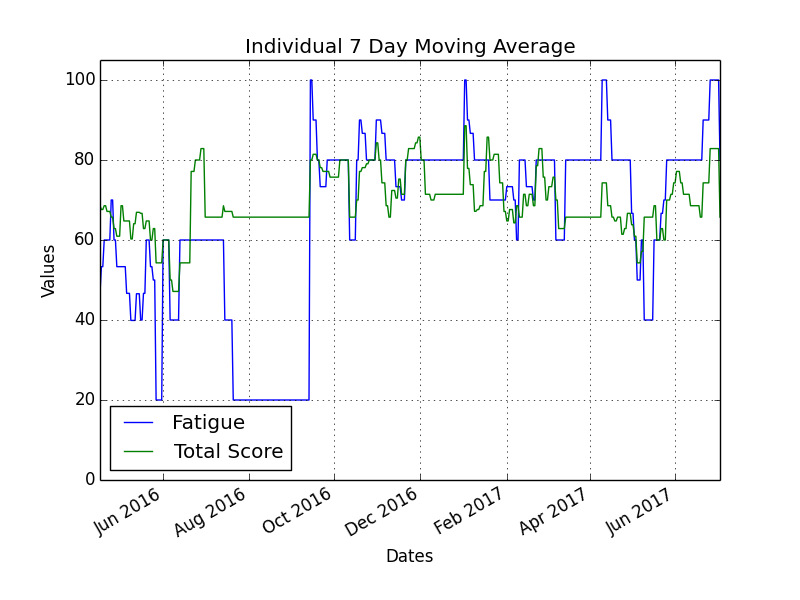 Individual 7 Day Moving Average
100
80
60
40
20
0
Values
Fatigue
Total Score
Jun 2016
Aug 2016
Oct 2016
Dec 2016
Feb 2017
Apr 2017
Jun 2017
Dates